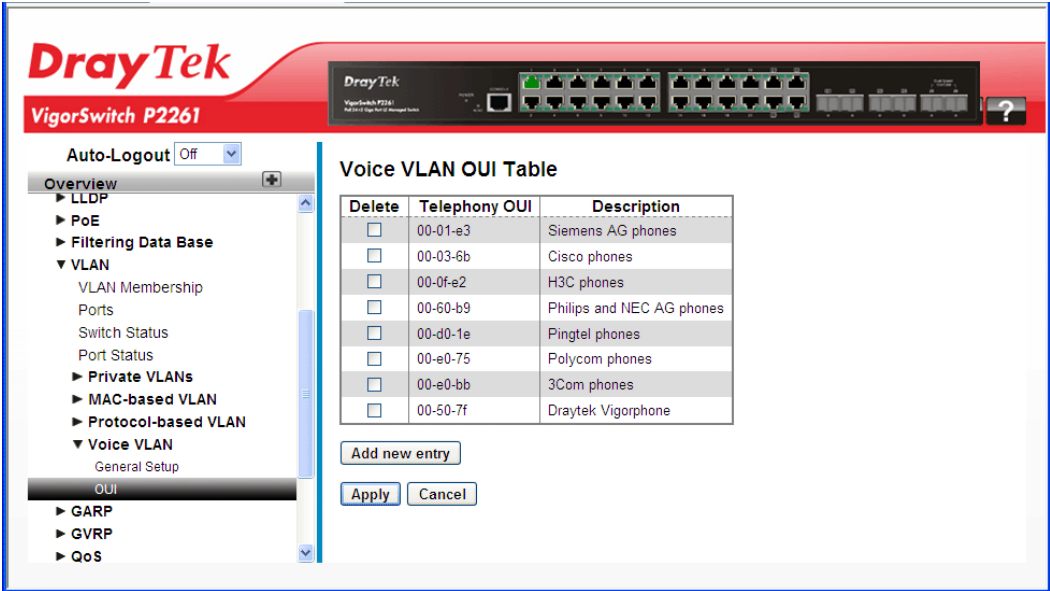 DrayTek
VigorSwitch P2261
DrayTek
VigorSwitch P2261
POWER
CONSOLE
?
Auto-Logout Off
Overview
LLDP
PoE
Filtering Data Base
VLAN
VLAN Membership
Ports
Switch Status
Port Status
Private VLANs
MAC-based VLAN
Protocol-based VLAN
Voice VLAN
General Setup
OUI
GARP
GVRP
QoS
Voice VLAN OUI Table
Delete Telephony OUI Description
00-01-e3 Siemens AG phones
00-03-6b Cisco phones
00-0f-e2 H3C phones
00-60-b9 Philips and NEC AG phones
00-d0-1e Pingtel phones
00-e0-75 Polycom phones
00-e0-bb 3Com phones
00-50-7f Draytek Vigorphone
Add new entry
Apply Cancel